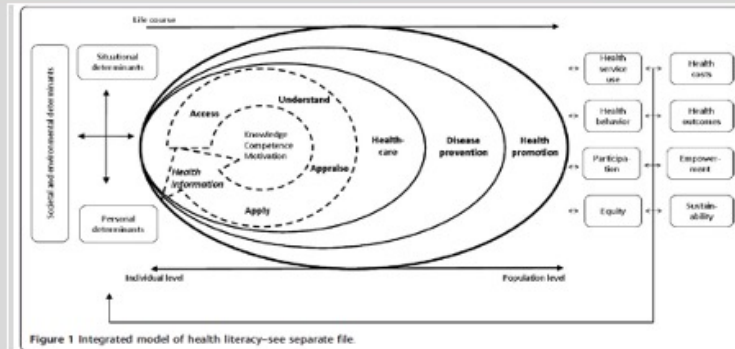 Life course
Societal and environmental determinants
Situational
determinants
Personal
determinants
Access
Understand
Knowledge
Competence
Motivation
Health
information
Appraise
Apply
Health-
care
Disease
prevention
Health
promotion
Health
service
use
Health
costs
Health
behavior
Health
outcomes
Participa-
tion
Empower-
ment
Equity
Sustain-
ability
Individual level
Population level
Figure 1 Integrated model of health literacy–see separate file.